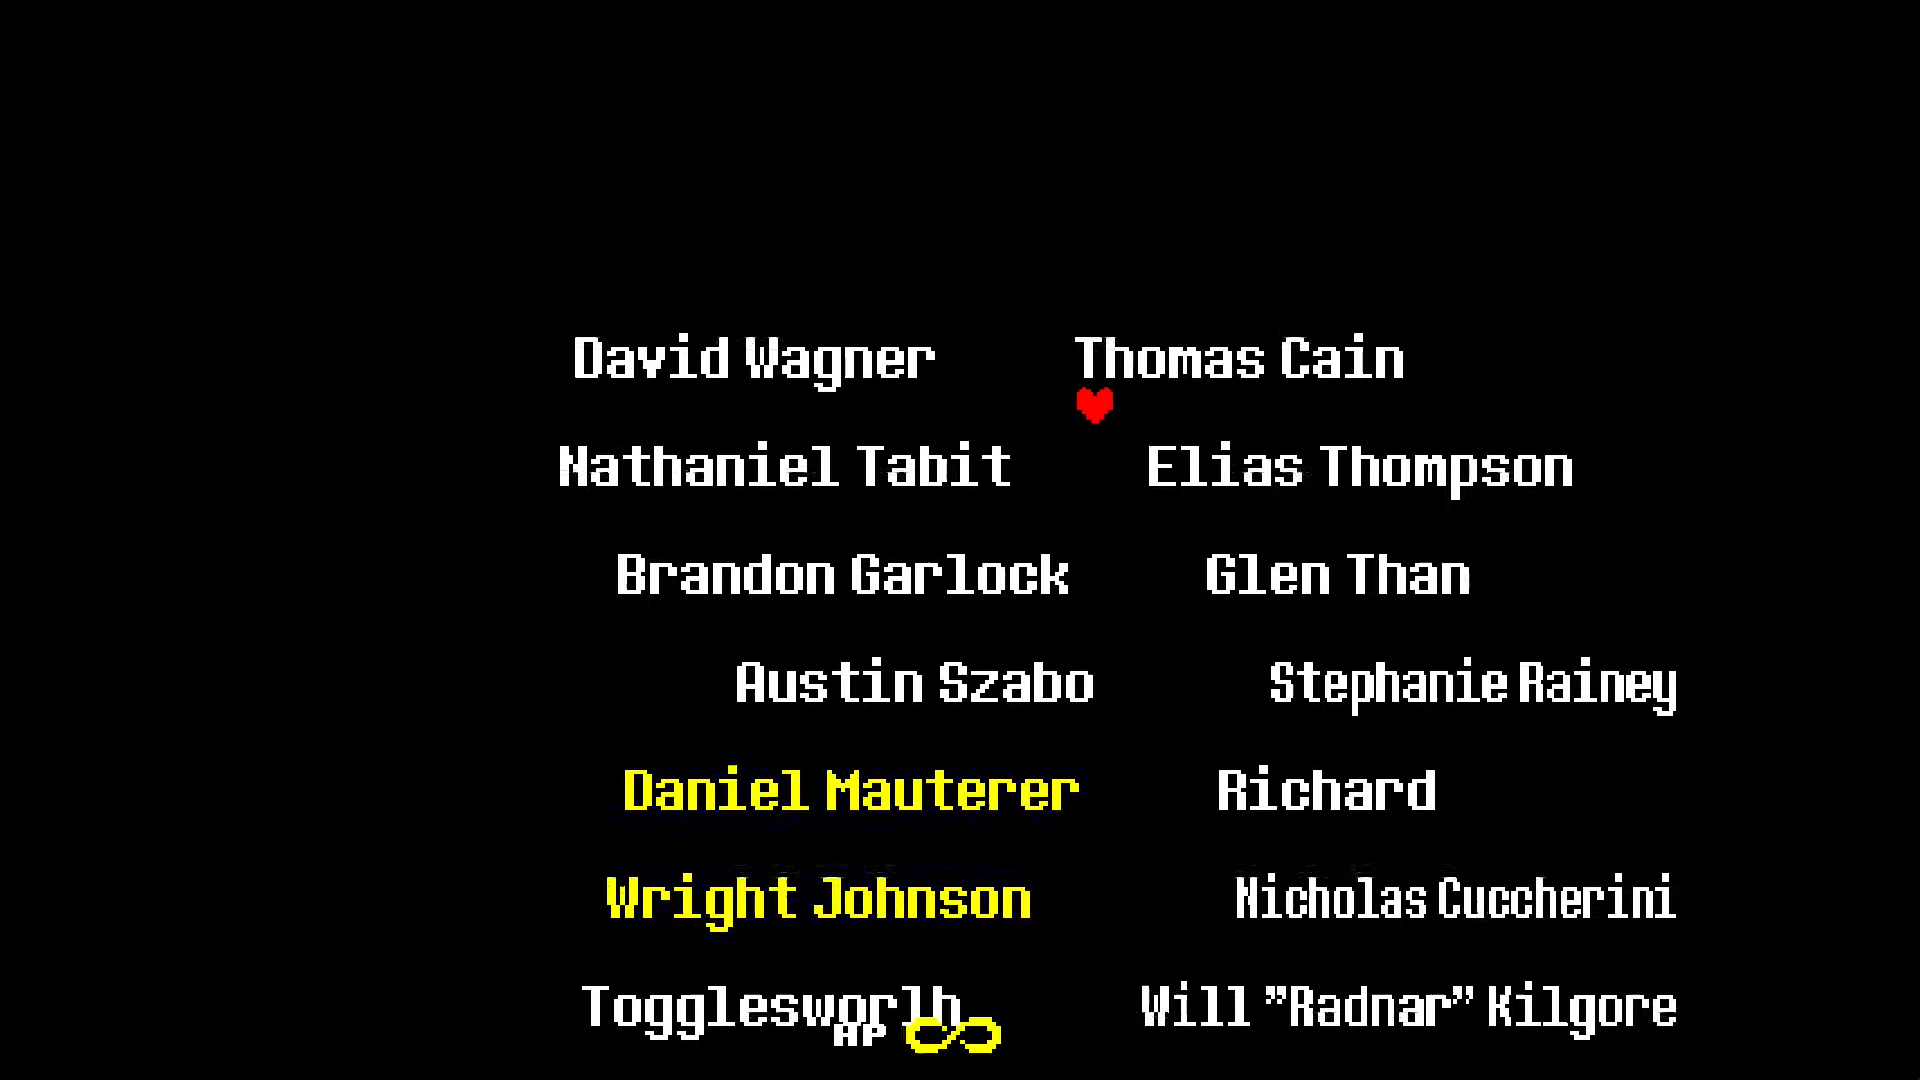 David Wagner Thomas Cain
Nathaniel Tabit Elias Thompson
Brandon Garlock Glen Than
Austin Szabo Stephanie Rainey
Daniel Mauterer Richard
Wright Johnson Nicholas Cuccherini
Togglesworlh Will "Radnar" Kilgore
HP ∞